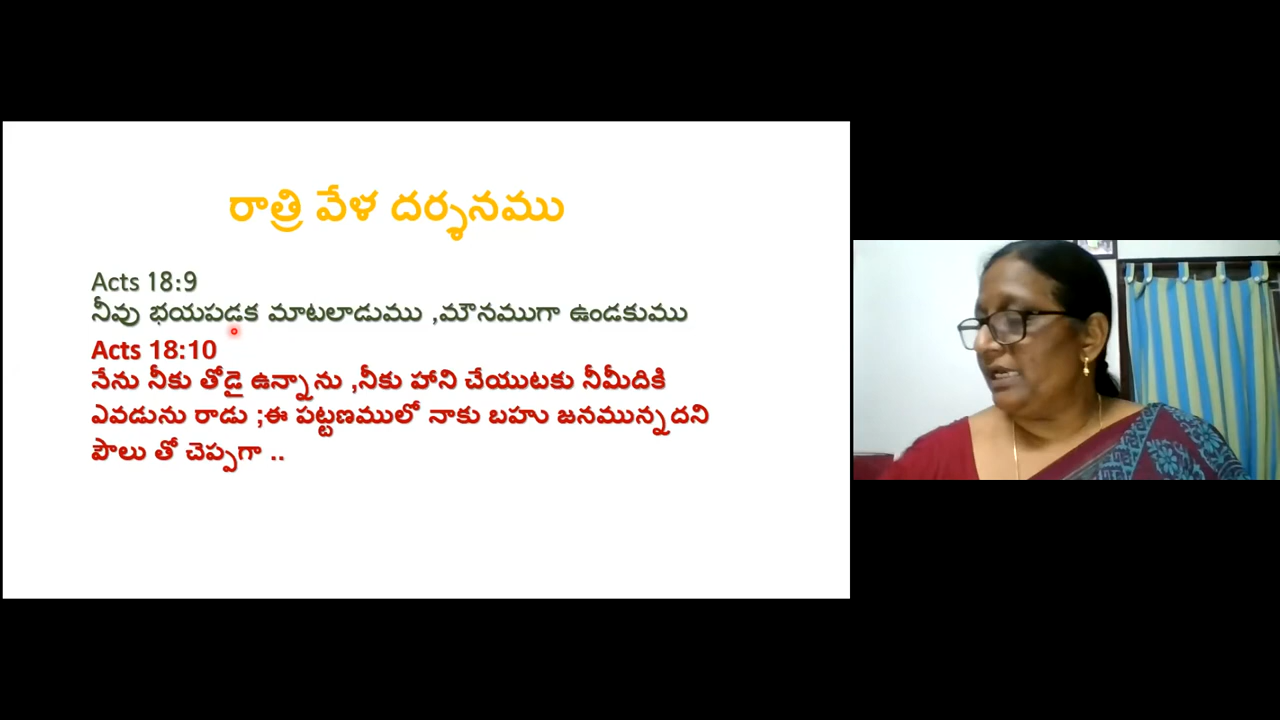 రాత్రి వేళ దర్శనము
Acts 18:9
నీవు భయపడక మాటలాడుము ,మౌనముగా ఉండకుము
Acts 18:10
నేను నీకు తోడై ఉన్నాను ,నీకు హాని చేయుటకు నీమీదికి
ఎవడును రాడు ;ఈ పట్టణములో నాకు బహు జనమున్నదని
పౌలు తో చెప్పగా ..